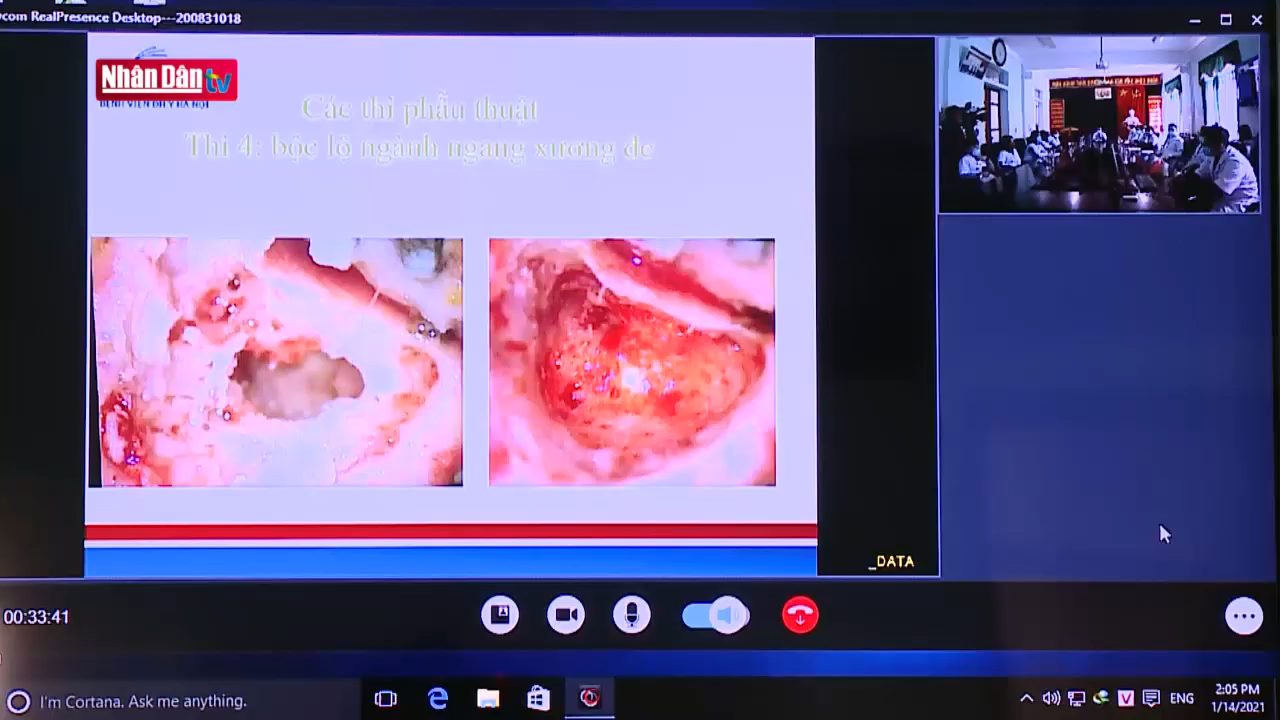 com RealPresence Desktop---200831018
Nhân Dân tv
BỆNH VIỆN ĐH Y HÀ NỘI
Các thì phẫu thuật
Thì 4: bộc lộ ngành ngang xương đe
_DATA
00:33:41
I'm Cortana. Ask me anything.
V
ENG
2:05 PM
1/14/2021